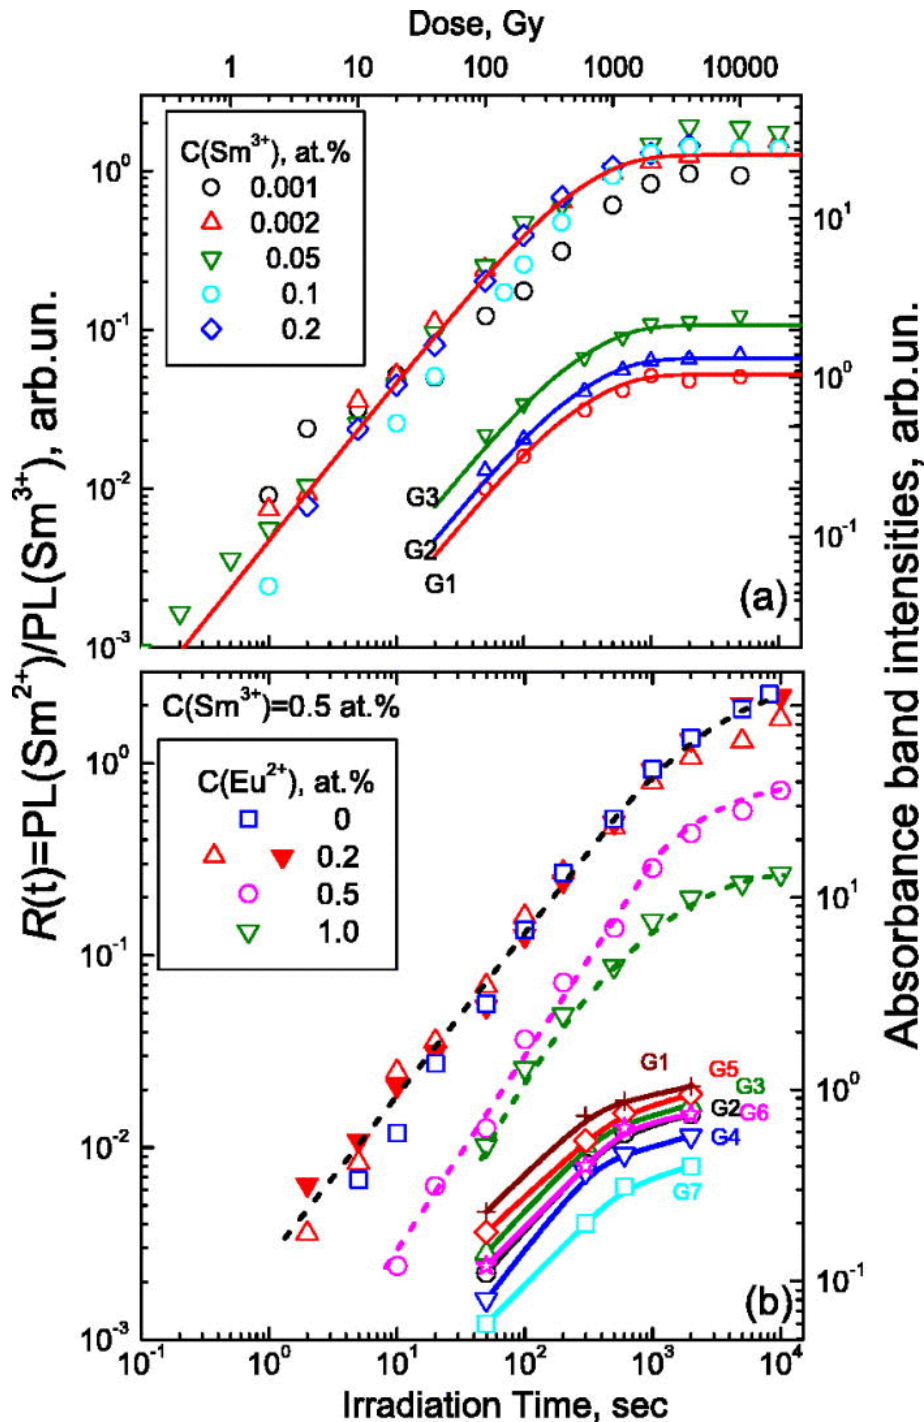 Dose, Gy
1 10 100 1000 10000
C(Sm³⁺), at.%
0.001
0.002
0.05
0.1
0.2
10⁰
10⁻¹
10⁻²
10⁻³
10¹
10⁰
10⁻¹
G3
G2
G1
(a)
R(t)=PL(Sm²⁺)/PL(Sm³⁺), arb.un.
Absorbance band intensities, arb.un.
C(Sm³⁺)=0.5 at.%
C(Eu²⁺), at.%
0
0.2
0.5
1.0
10⁰
10⁻¹
10⁻²
10⁻³
10¹
10⁰
10⁻¹
G1
G5
G3
G2
G6
G4
G7
(b)
10⁻¹ 10⁰ 10¹ 10² 10³ 10⁴
Irradiation Time, sec